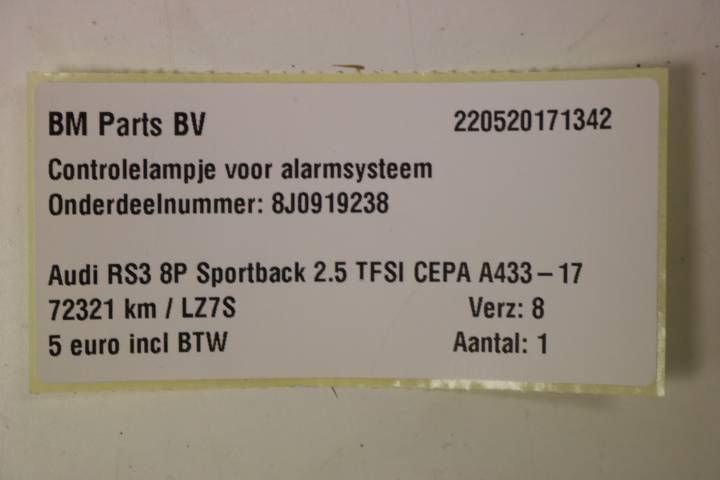 BM Parts BV 220520171342
Controlelampje voor alarmsysteem
Onderdeelnummer: 8J0919238
Audi RS3 8P Sportback 2.5 TFSI CEPA A433 – 17
72321 km / LZ7S Verz: 8
5 euro incl BTW Aantal: 1